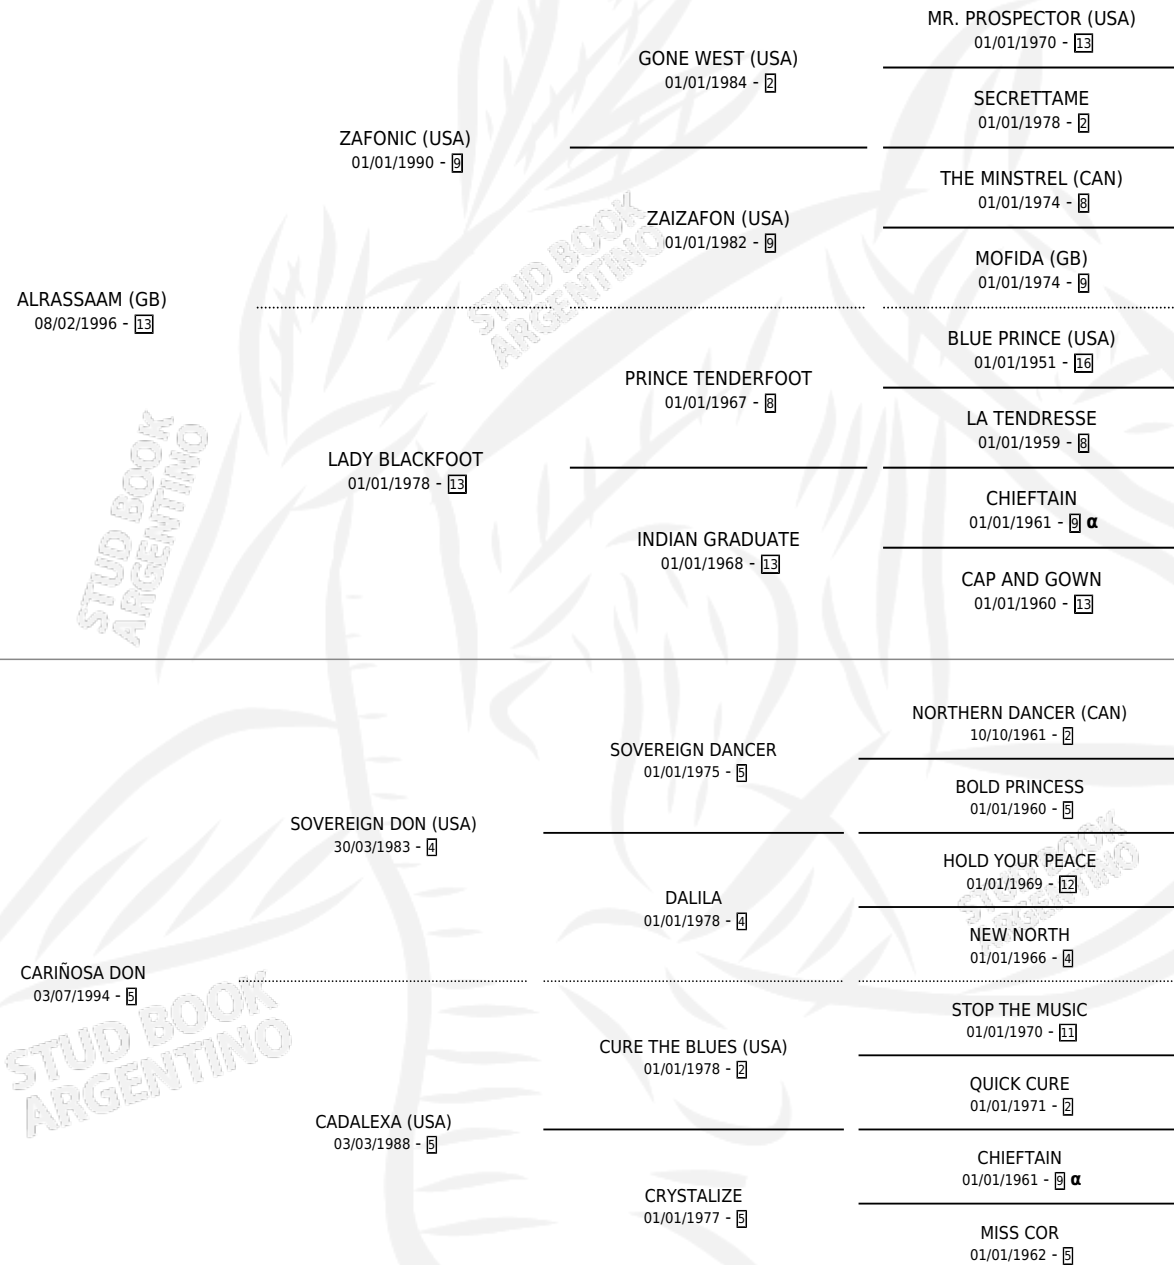 MR. PROSPECTOR (USA)
01/01/1970 - 13
GONE WEST (USA)
01/01/1984 - 2
SECRETTAME
01/01/1978 - 2
ZAFONIC (USA)
01/01/1990 - 9
THE MINSTREL (CAN)
01/01/1974 - 8
ZAIZAFON (USA)
01/01/1982 - 9
MOFIDA (GB)
01/01/1974 - 9
ALRASSAAM (GB)
08/02/1996 - 13
BLUE PRINCE (USA)
01/01/1951 - 16
PRINCE TENDERFOOT
01/01/1967 - 8
LA TENDRESSE
01/01/1959 - 8
LADY BLACKFOOT
01/01/1978 - 13
CHIEFTAIN
01/01/1961 - 9 α
INDIAN GRADUATE
01/01/1968 - 13
CAP AND GOWN
01/01/1960 - 13
NORTHERN DANCER (CAN)
10/10/1961 - 2
SOVEREIGN DANCER
01/01/1975 - 5
BOLD PRINCESS
01/01/1960 - 5
SOVEREIGN DON (USA)
30/03/1983 - 4
HOLD YOUR PEACE
01/01/1969 - 12
DALILA
01/01/1978 - 4
NEW NORTH
01/01/1966 - 4
CARIÑOSA DON
03/07/1994 - 5
STOP THE MUSIC
01/01/1970 - 11
CURE THE BLUES (USA)
01/01/1978 - 2
QUICK CURE
01/01/1971 - 2
CADALEXA (USA)
03/03/1988 - 5
CHIEFTAIN
01/01/1961 - 9 α
CRYSTALIZE
01/01/1977 - 5
MISS COR
01/01/1962 - 5
STUD BOOK
ARGENTINO
STUD BOOK
ARGENTINO
STUD BOOK
ARGENTINO
STUD BOOK
ARGENTINO